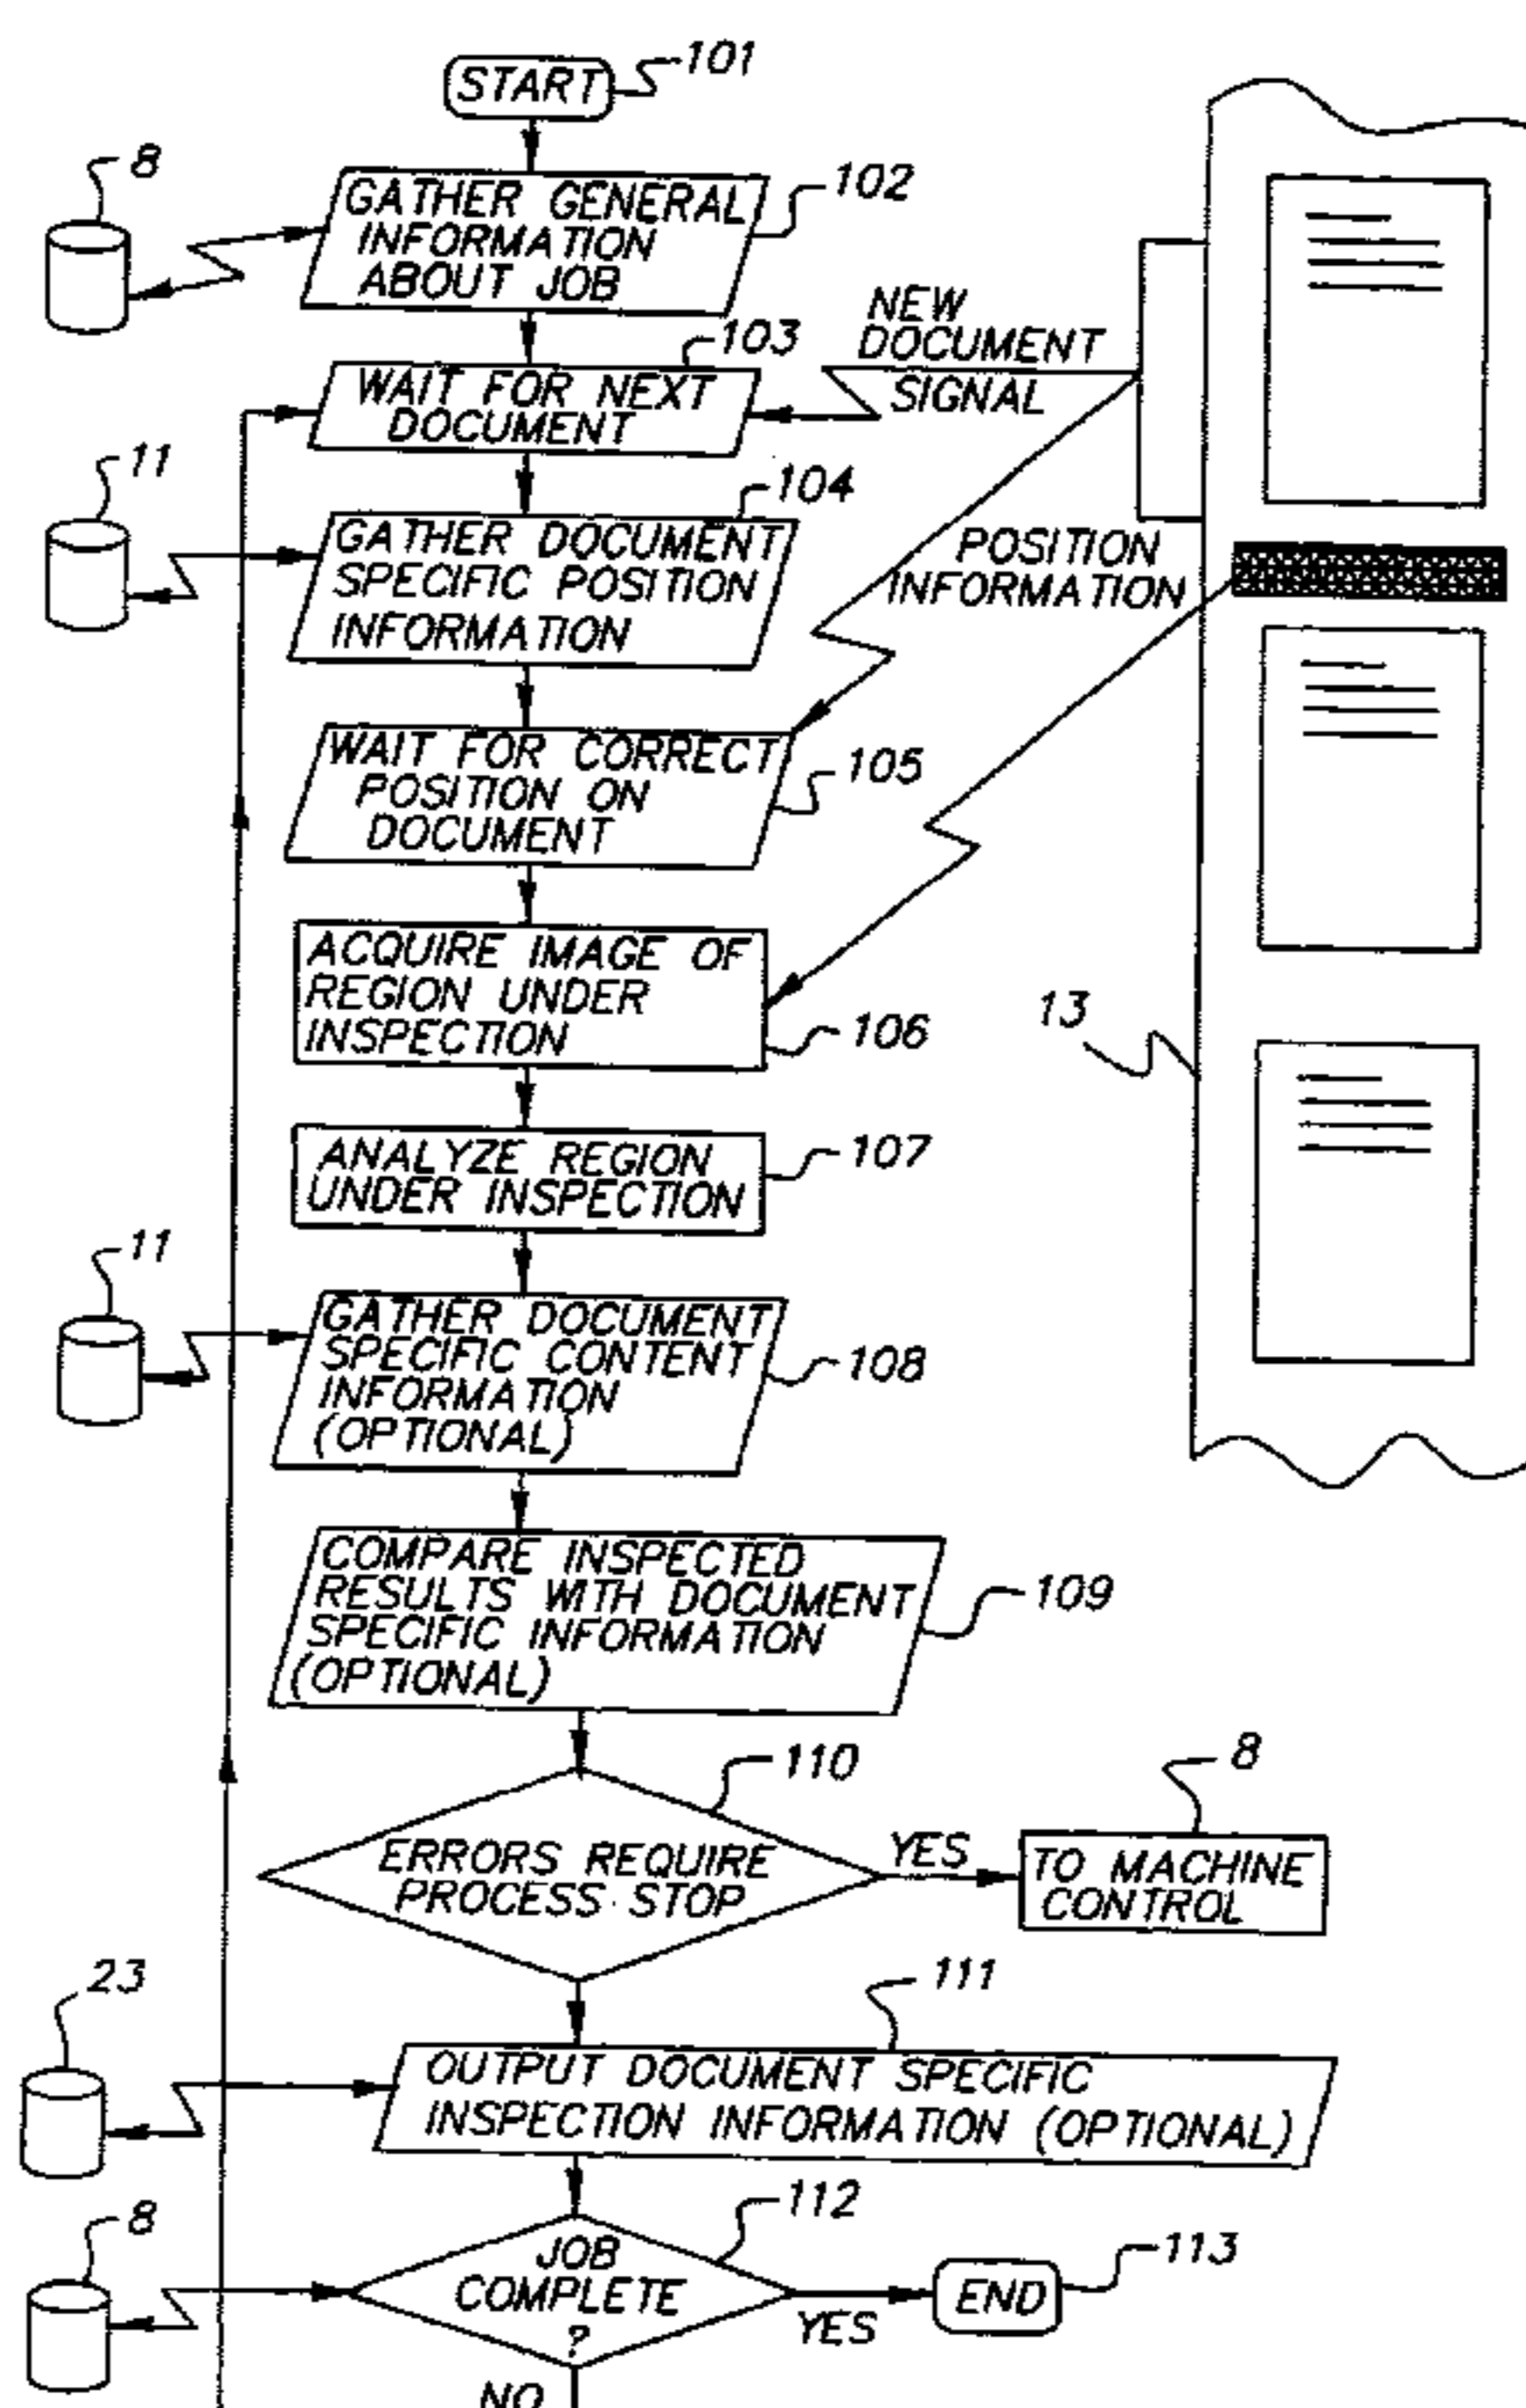 START
101
8
GATHER GENERAL
INFORMATION
ABOUT JOB
102
NEW
DOCUMENT
SIGNAL
103
WAIT FOR NEXT
DOCUMENT
11
104
GATHER DOCUMENT
SPECIFIC POSITION
INFORMATION
POSITION
INFORMATION
WAIT FOR CORRECT
POSITION ON
DOCUMENT
105
ACQUIRE IMAGE OF
REGION UNDER
INSPECTION
106
13
ANALYZE REGION
UNDER INSPECTION
107
11
GATHER DOCUMENT
SPECIFIC CONTENT
INFORMATION
(OPTIONAL)
108
COMPARE INSPECTED
RESULTS WITH DOCUMENT
SPECIFIC INFORMATION
(OPTIONAL)
109
110
8
ERRORS REQUIRE
PROCESS STOP
YES
TO MACHINE
CONTROL
23
111
OUTPUT DOCUMENT SPECIFIC
INSPECTION INFORMATION (OPTIONAL)
8
112
JOB
COMPLETE
?
YES
END
113
NO